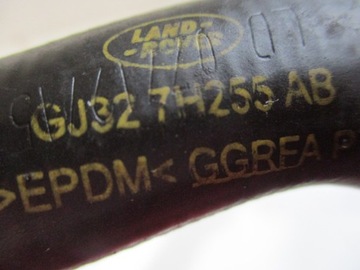 LAND-
ROVER
GJ32 7H255 AB
>EPDM< GGRFA P